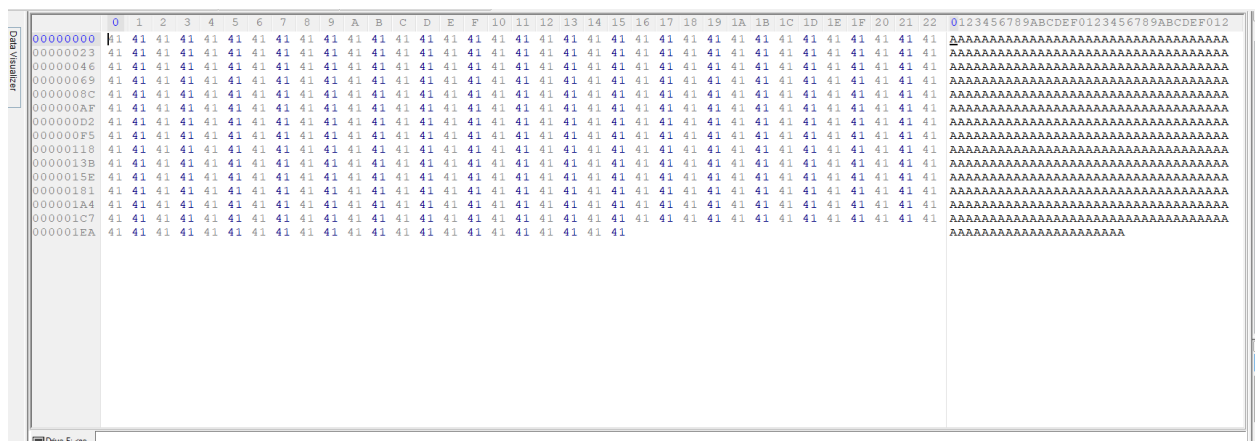 Data Visualizer
0 1 2 3 4 5 6 7 8 9 A B C D E F 10 11 12 13 14 15 16 17 18 19 1A 1B 1C 1D 1E 1F 20 21 22 0123456789ABCDEF0123456789ABCDEF012
00000000 41 41 41 41 41 41 41 41 41 41 41 41 41 41 41 41 41 41 41 41 41 41 41 41 41 41 41 41 41 41 41 41 41 41 41 AAAAAAAAAAAAAAAAAAAAAAAAAAAAAAAAAAA
00000023 41 41 41 41 41 41 41 41 41 41 41 41 41 41 41 41 41 41 41 41 41 41 41 41 41 41 41 41 41 41 41 41 41 41 41 AAAAAAAAAAAAAAAAAAAAAAAAAAAAAAAAAAA
00000046 41 41 41 41 41 41 41 41 41 41 41 41 41 41 41 41 41 41 41 41 41 41 41 41 41 41 41 41 41 41 41 41 41 41 41 AAAAAAAAAAAAAAAAAAAAAAAAAAAAAAAAAAA
00000069 41 41 41 41 41 41 41 41 41 41 41 41 41 41 41 41 41 41 41 41 41 41 41 41 41 41 41 41 41 41 41 41 41 41 41 AAAAAAAAAAAAAAAAAAAAAAAAAAAAAAAAAAA
0000008C 41 41 41 41 41 41 41 41 41 41 41 41 41 41 41 41 41 41 41 41 41 41 41 41 41 41 41 41 41 41 41 41 41 41 41 AAAAAAAAAAAAAAAAAAAAAAAAAAAAAAAAAAA
000000AF 41 41 41 41 41 41 41 41 41 41 41 41 41 41 41 41 41 41 41 41 41 41 41 41 41 41 41 41 41 41 41 41 41 41 41 AAAAAAAAAAAAAAAAAAAAAAAAAAAAAAAAAAA
000000D2 41 41 41 41 41 41 41 41 41 41 41 41 41 41 41 41 41 41 41 41 41 41 41 41 41 41 41 41 41 41 41 41 41 41 41 AAAAAAAAAAAAAAAAAAAAAAAAAAAAAAAAAAA
000000F5 41 41 41 41 41 41 41 41 41 41 41 41 41 41 41 41 41 41 41 41 41 41 41 41 41 41 41 41 41 41 41 41 41 41 41 AAAAAAAAAAAAAAAAAAAAAAAAAAAAAAAAAAA
00000118 41 41 41 41 41 41 41 41 41 41 41 41 41 41 41 41 41 41 41 41 41 41 41 41 41 41 41 41 41 41 41 41 41 41 41 AAAAAAAAAAAAAAAAAAAAAAAAAAAAAAAAAAA
0000013B 41 41 41 41 41 41 41 41 41 41 41 41 41 41 41 41 41 41 41 41 41 41 41 41 41 41 41 41 41 41 41 41 41 41 41 AAAAAAAAAAAAAAAAAAAAAAAAAAAAAAAAAAA
0000015E 41 41 41 41 41 41 41 41 41 41 41 41 41 41 41 41 41 41 41 41 41 41 41 41 41 41 41 41 41 41 41 41 41 41 41 AAAAAAAAAAAAAAAAAAAAAAAAAAAAAAAAAAA
00000181 41 41 41 41 41 41 41 41 41 41 41 41 41 41 41 41 41 41 41 41 41 41 41 41 41 41 41 41 41 41 41 41 41 41 41 AAAAAAAAAAAAAAAAAAAAAAAAAAAAAAAAAAA
000001A4 41 41 41 41 41 41 41 41 41 41 41 41 41 41 41 41 41 41 41 41 41 41 41 41 41 41 41 41 41 41 41 41 41 41 41 AAAAAAAAAAAAAAAAAAAAAAAAAAAAAAAAAAA
000001C7 41 41 41 41 41 41 41 41 41 41 41 41 41 41 41 41 41 41 41 41 41 41 41 41 41 41 41 41 41 41 41 41 41 41 41 AAAAAAAAAAAAAAAAAAAAAAAAAAAAAAAAAAA
000001EA 41 41 41 41 41 41 41 41 41 41 41 41 41 41 41 41 41 41 41 41 41 41 AAAAAAAAAAAAAAAAAAAAAA